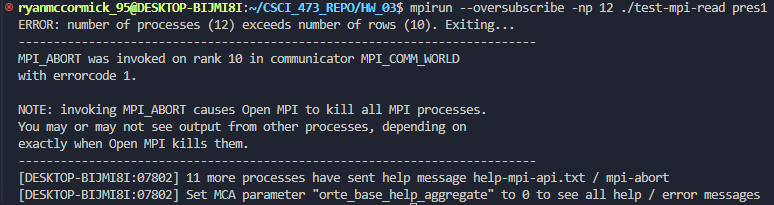 ryanmccormick_95@DESKTOP-BIJMI8I:~/CSCI_473_REPO/HW_03$ mpirun --oversubscribe -np 12 ./test-mpi-read pres1
ERROR: number of processes (12) exceeds number of rows (10). Exiting...
--------------------------------------------------------------------------
MPI_ABORT was invoked on rank 10 in communicator MPI_COMM_WORLD
with errorcode 1.

NOTE: invoking MPI_ABORT causes Open MPI to kill all MPI processes.
You may or may not see output from other processes, depending on
exactly when Open MPI kills them.
--------------------------------------------------------------------------
[DESKTOP-BIJMI8I:07802] 11 more processes have sent help message help-mpi-api.txt / mpi-abort
[DESKTOP-BIJMI8I:07802] Set MCA parameter "orte_base_help_aggregate" to 0 to see all help / error messages